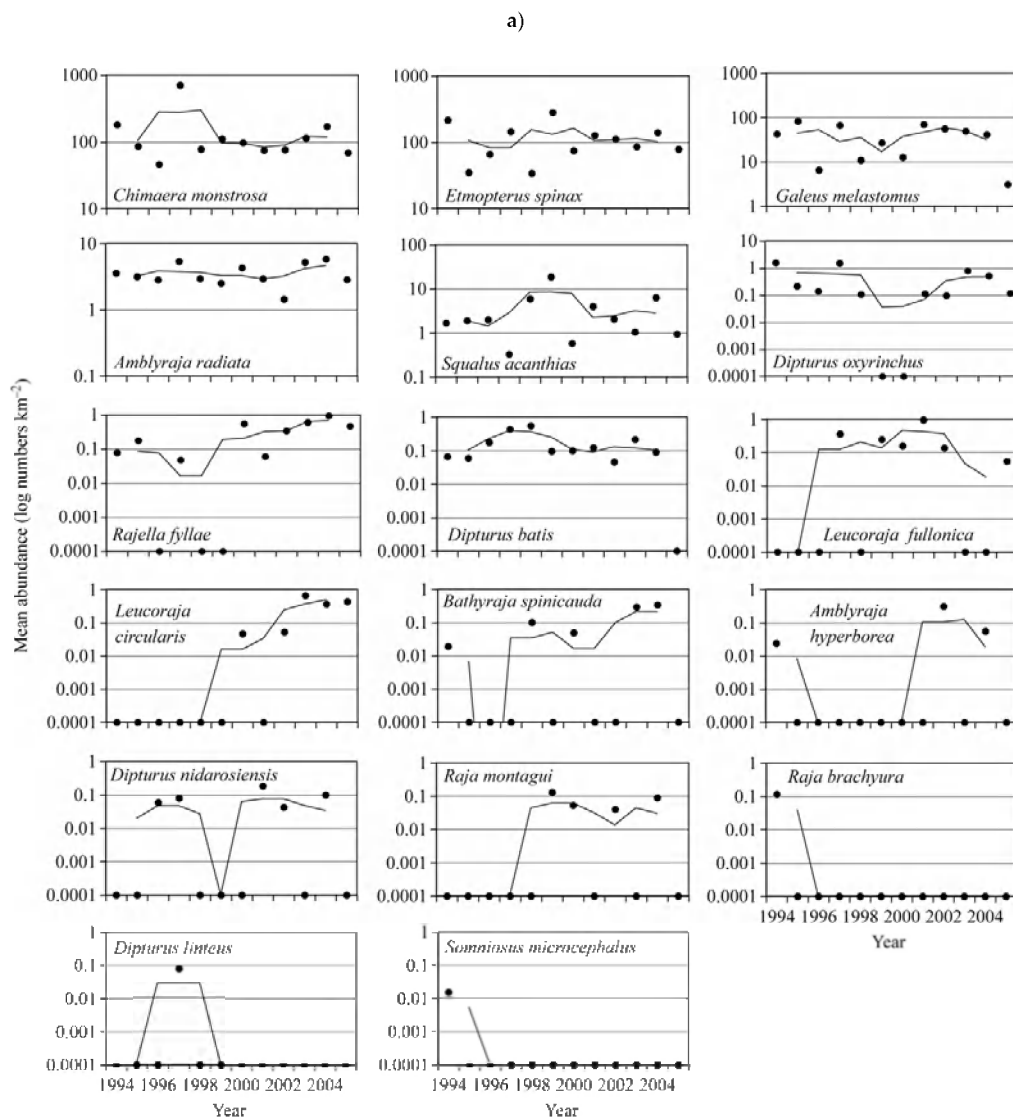 a)
1000 1000 1000
100 100 100
10
10 Chimaera monstrosa 10 Etmopterus spinax 1 Galeus melastomus
10 100 10
1
1 10 0.1
1 0.01
0.001
0.1 Amblyraja radiata 0.1 Squalus acanthias 0.0001 Dipturus oxyrinchus
Mean abundance (log numbers km⁻²)
1 1 1
0.1 0.1 0.1
0.01 0.01 0.01
0.001 0.001 0.001
0.0001 Rajella fyllae 0.0001 Dipturus batis 0.0001 Leucoraja fullonica
1 Leucoraja circularis 1 Bathyraja spinicauda 1 Amblyraja hyperborea
0.1 0.1 0.1
0.01 0.01 0.01
0.001 0.001 0.001
0.0001 0.0001 0.0001
1 Dipturus nidarosiensis 1 Raja montagui 1 Raja brachyura
0.1 0.1 0.1
0.01 0.01 0.01
0.001 0.001 0.001
0.0001 0.0001 0.0001
1994 1996 1998 2000 2002 2004
Year
1 Dipturus linteus 1 Somniosus microcephalus
0.1 0.1
0.01 0.01
0.001 0.001
0.0001 0.0001
1994 1996 1998 2000 2002 2004 1994 1996 1998 2000 2002 2004
Year Year